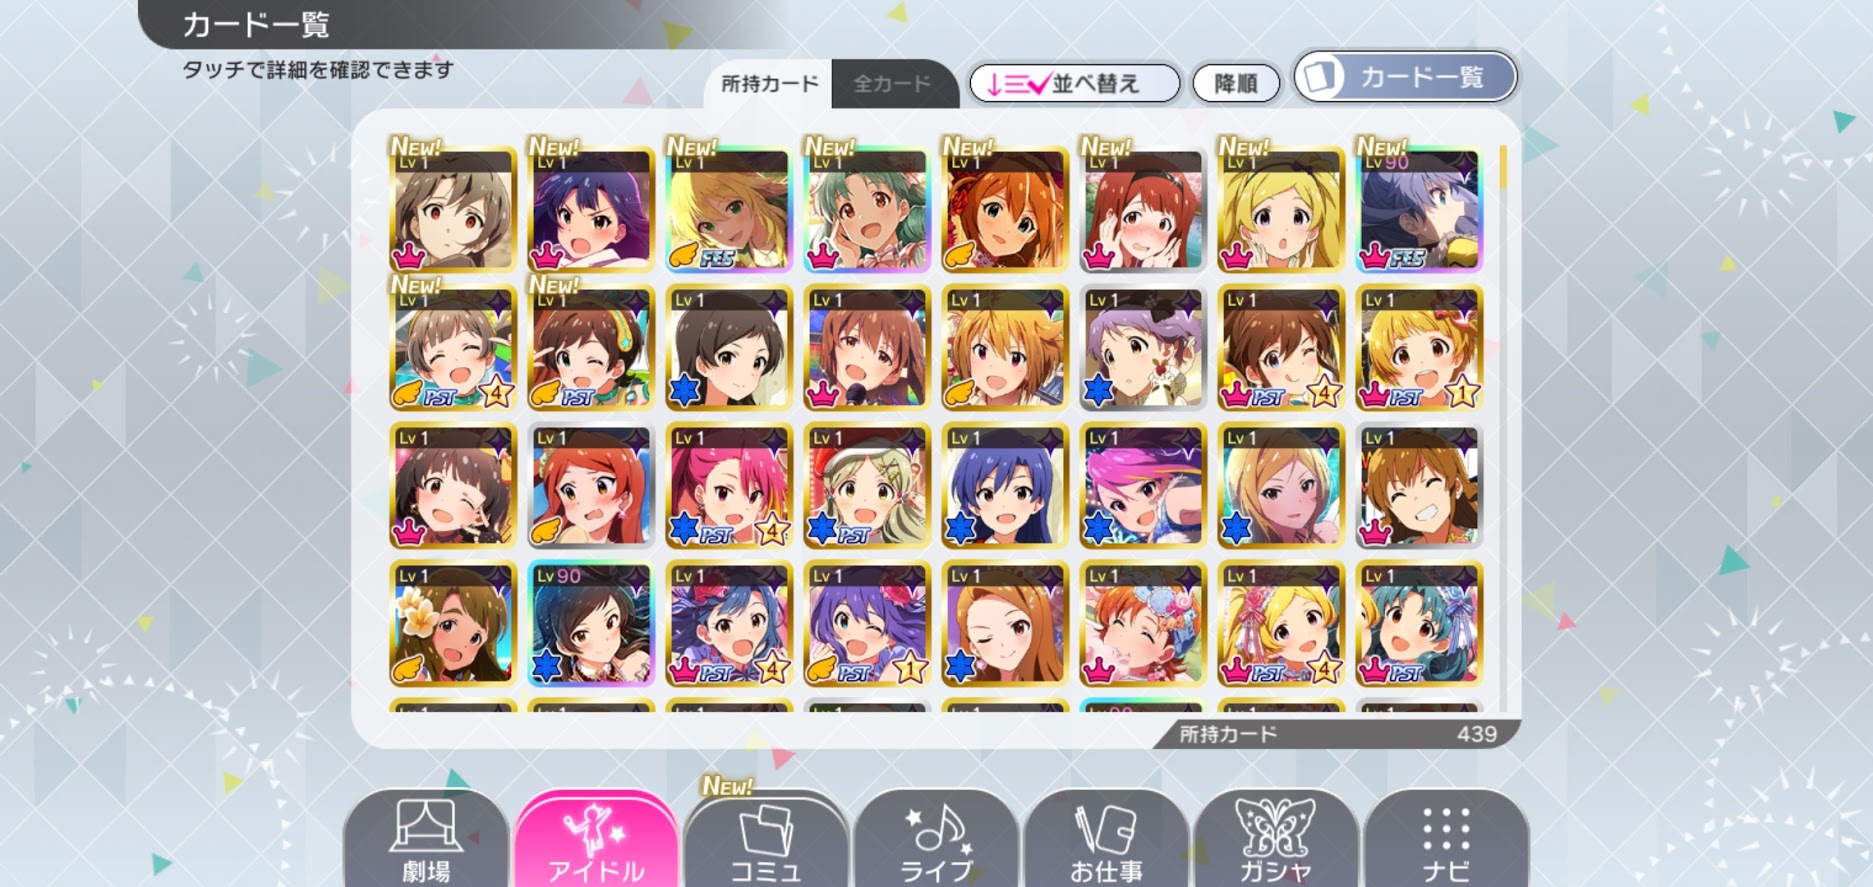 カード一覧
タッチで詳細を確認できます
所持カード 全カード 並べ替え 降順 カード一覧
New! New! New! New! New! New! New! New!
Lv 1 Lv 1 Lv 1 Lv 1 Lv 1 Lv 1 Lv 1 Lv 90
FES FES
New! New!
Lv 1 Lv 1 Lv 1 Lv 1 Lv 1 Lv 1 Lv 1 Lv 1
PST 4 PST PST 4 PST 1
Lv 1 Lv 1 Lv 1 Lv 1 Lv 1 Lv 1 Lv 1 Lv 1
PST 4 PST
Lv 1 Lv 90 Lv 1 Lv 1 Lv 1 Lv 1 Lv 1 Lv 1
PST 4 PST 1 PST 4 PST
所持カード 439
New!
劇場 アイドル コミュ ライブ お仕事 ガシャ ナビ